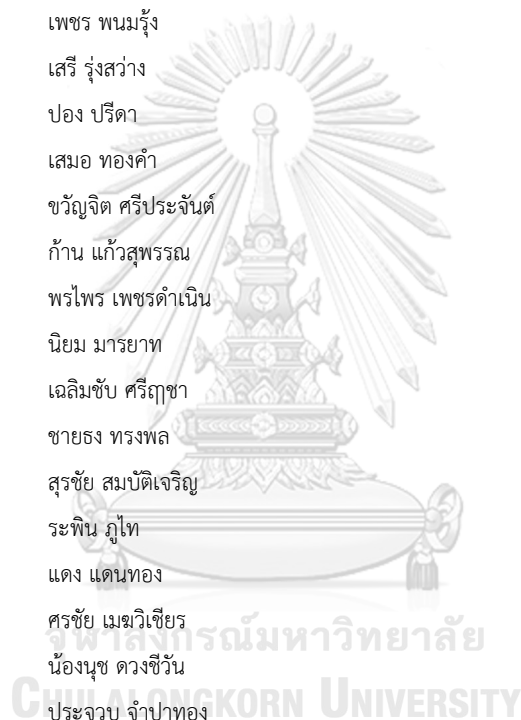 เพชร พนมรุ้ง
เสรี รุ่งสว่าง
ปอง ปรีดา
เสมอ ทองคำ
ขวัญจิต ศรีประจันต์
ก้าน แก้วสุพรรณ
พรไพร เพชรดำเนิน
นิยม มารยาท
เฉลิมชับ ศรีฤๅชา
ชายธง ทรงพล
สุรชัย สมบัติเจริญ
ระพิน ภูไท
แดง แดนทอง
ศรชัย เมฆวิเชียร
จุฬาลงกรณ์มหาวิทยาลัย
น้องนุช ดวงชีวัน
CHULALONGKORN UNIVERSITY
ประจวบ จำปาทอง